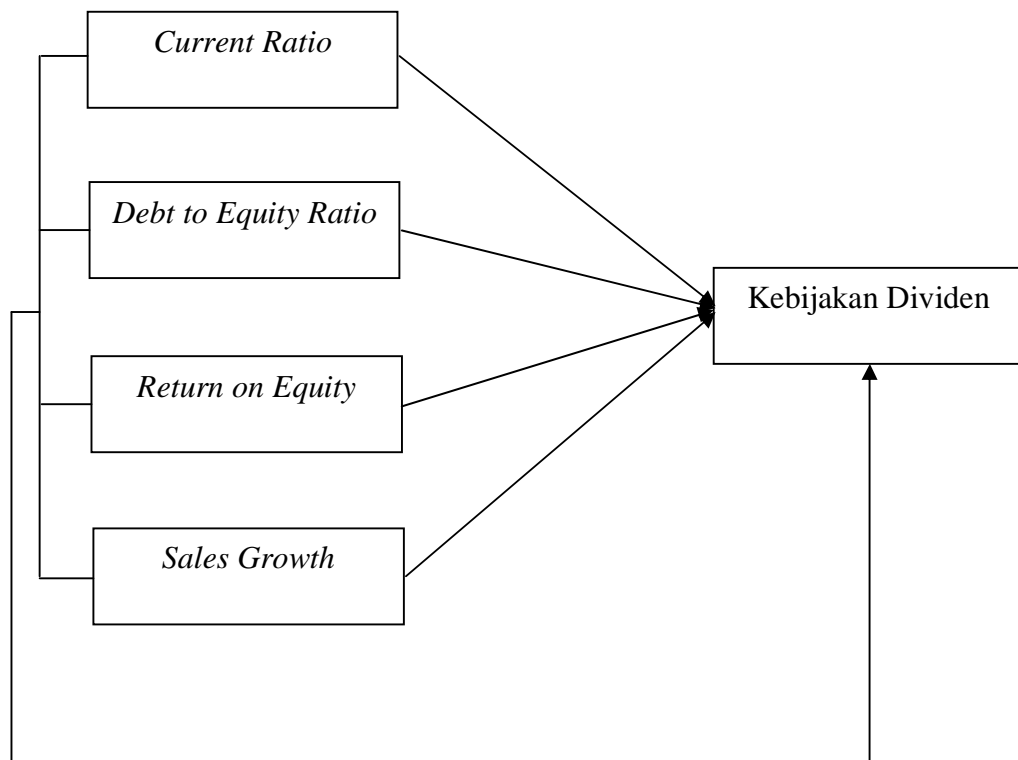 Current Ratio
Debt to Equity Ratio
Kebijakan Dividen
Return on Equity
Sales Growth